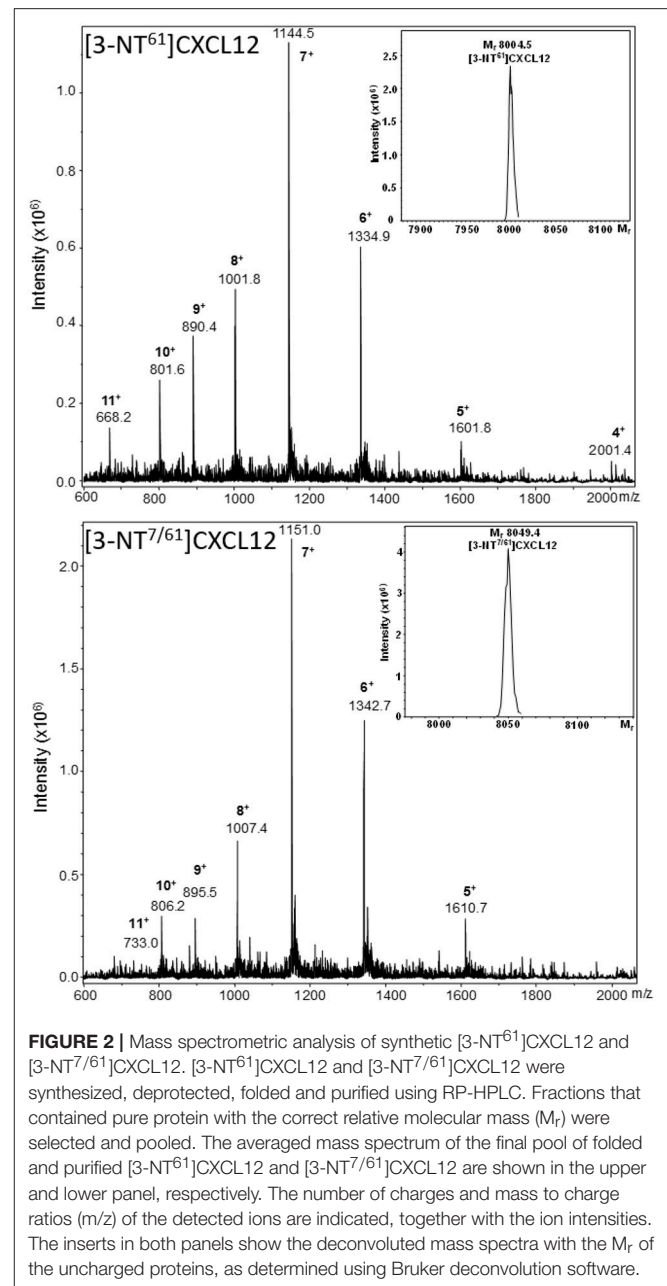 [3-NT61]CXCL12
1144.5
7+
Mr 8004.5
[3-NT61]CXCL12
Intensity (x10⁶)
2.5
2.0
1.5
1.0
0.5
0
7900 7950 8000 8050 8100 Mr
Intensity (x10⁶)
1.0
0.8
0.6
0.4
0.2
0.0
6+
1334.9
8+
1001.8
9+
890.4
10+
801.6
11+
668.2
5+
1601.8
4+
2001.4
600 800 1000 1200 1400 1600 1800 2000 m/z
[3-NT7/61]CXCL12
1151.0
7+
Mr 8049.4
[3-NT7/61]CXCL12
Intensity (x10⁶)
4
3
2
1
0
8000 8050 8100 Mr
Intensity (x10⁶)
2.0
1.5
1.0
0.5
0.0
6+
1342.7
8+
1007.4
9+
895.5
10+
806.2
11+
733.0
5+
1610.7
600 800 1000 1200 1400 1600 1800 2000 m/z
FIGURE 2 | Mass spectrometric analysis of synthetic [3-NT61]CXCL12 and
[3-NT7/61]CXCL12. [3-NT61]CXCL12 and [3-NT7/61]CXCL12 were
synthesized, deprotected, folded and purified using RP-HPLC. Fractions that
contained pure protein with the correct relative molecular mass (Mr) were
selected and pooled. The averaged mass spectrum of the final pool of folded
and purified [3-NT61]CXCL12 and [3-NT7/61]CXCL12 are shown in the upper
and lower panel, respectively. The number of charges and mass to charge
ratios (m/z) of the detected ions are indicated, together with the ion intensities.
The inserts in both panels show the deconvoluted mass spectra with the Mr of
the uncharged proteins, as determined using Bruker deconvolution software.